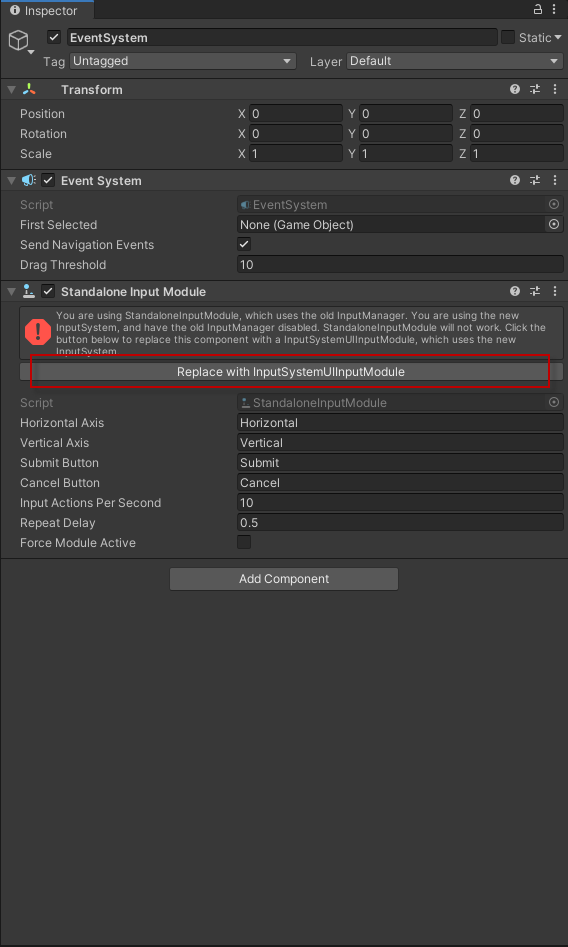 Inspector
EventSystem Static
Tag Untagged Layer Default
Transform
Position X 0 Y 0 Z 0
Rotation X 0 Y 0 Z 0
Scale X 1 Y 1 Z 1
Event System
Script EventSystem
First Selected None (Game Object)
Send Navigation Events
Drag Threshold 10
Standalone Input Module
You are using StandaloneInputModule, which uses the old InputManager. You are using the new
InputSystem, and have the old InputManager disabled. StandaloneInputModule will not work. Click the
button below to replace this component with a InputSystemUIInputModule, which uses the new
InputSystem.
Replace with InputSystemUIInputModule
Script StandaloneInputModule
Horizontal Axis Horizontal
Vertical Axis Vertical
Submit Button Submit
Cancel Button Cancel
Input Actions Per Second 10
Repeat Delay 0.5
Force Module Active
Add Component